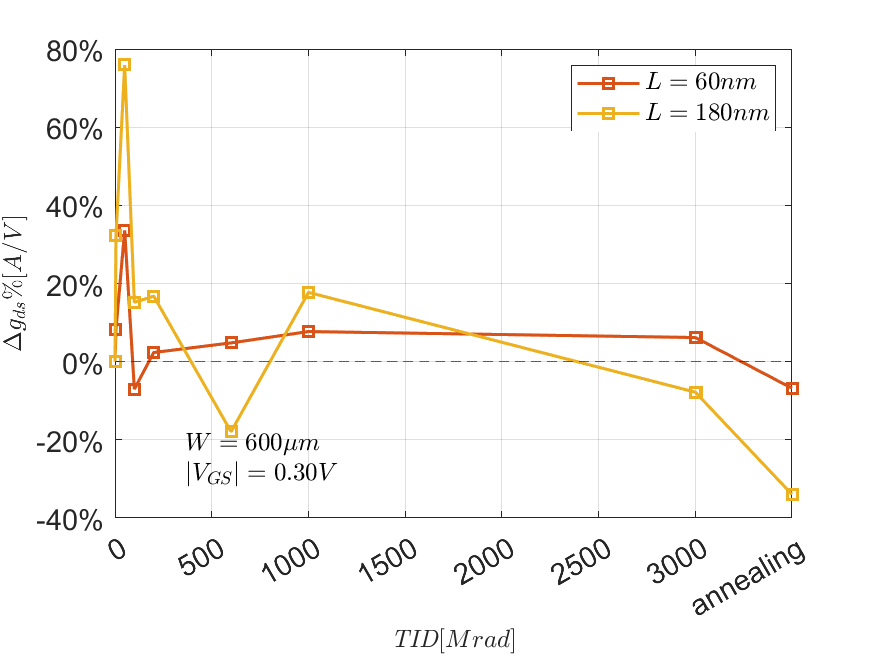 80%
60%
40%
20%
0%
-20%
-40%
Δg_ds%[A/V]
L = 60nm
L = 180nm
W = 600μm
|V_GS| = 0.30V
0
500
1000
1500
2000
2500
3000
annealing
TID[Mrad]